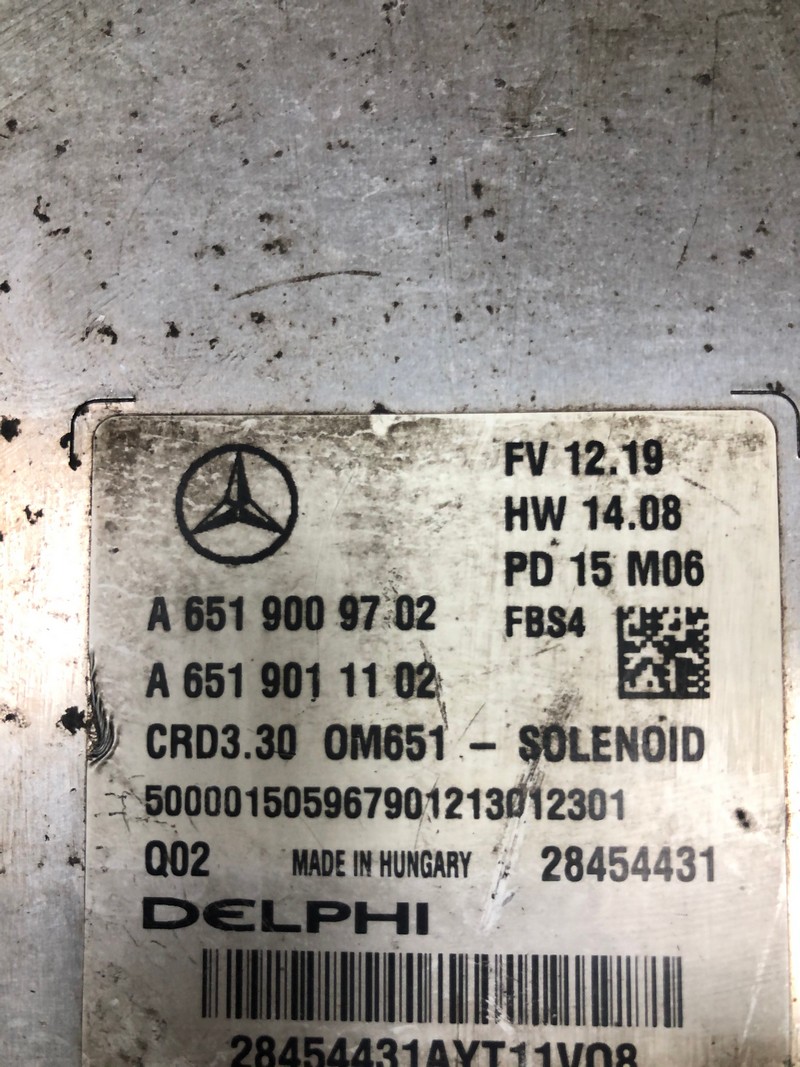 FV 12.19
HW 14.08
PD 15 M06
A 651 900 97 02 FBS4
A 651 901 11 02
CRD3.30 OM651 - SOLENOID
500001505967901213012301
Q02 MADE IN HUNGARY 28454431
DELPHI
28454431AYT11V08